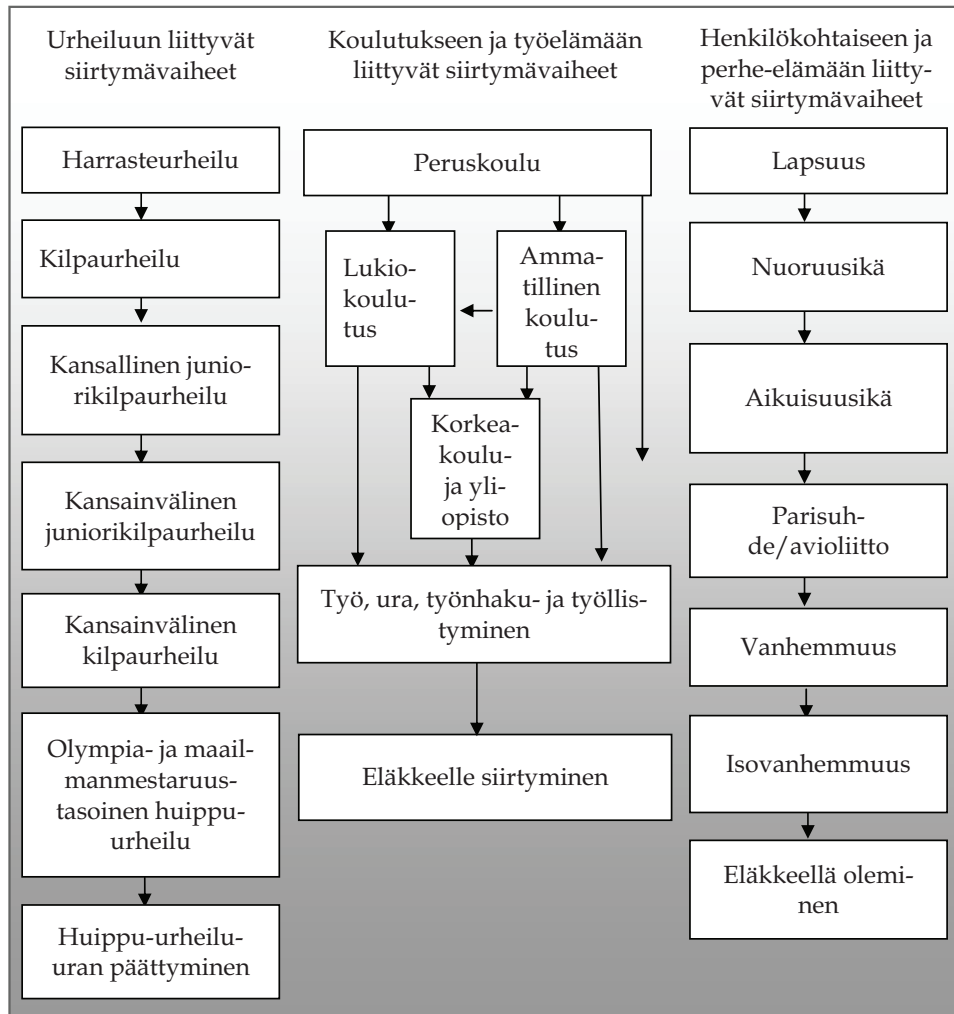 Urheiluun liittyvät
siirtymävaiheet
Harrasteurheilu
Kilpaurheilu
Kansallinen junio-
rikilpaurheilu
Kansainvälinen
juniorikilpaurheilu
Kansainvälinen
kilpaurheilu
Olympia- ja maail-
manmestaruus-
tasoinen huippu-
urheilu
Huippu-urheilu-
uran päättyminen
Koulutukseen ja työelämään
liittyvät siirtymävaiheet
Peruskoulu
Lukio-
koulu-
tus
Amma-
tillinen
koulu-
tus
Korkea-
koulu-
ja yli-
opisto
Työ, ura, työnhaku- ja työllis-
tyminen
Eläkkeelle siirtyminen
Henkilökohtaiseen ja
perhe-elämään liitty-
vät siirtymävaiheet
Lapsuus
Nuoruusikä
Aikuisuusikä
Parisuh-
de/avioliitto
Vanhemmuus
Isovanhemmuus
Eläkkeellä olemi-
nen